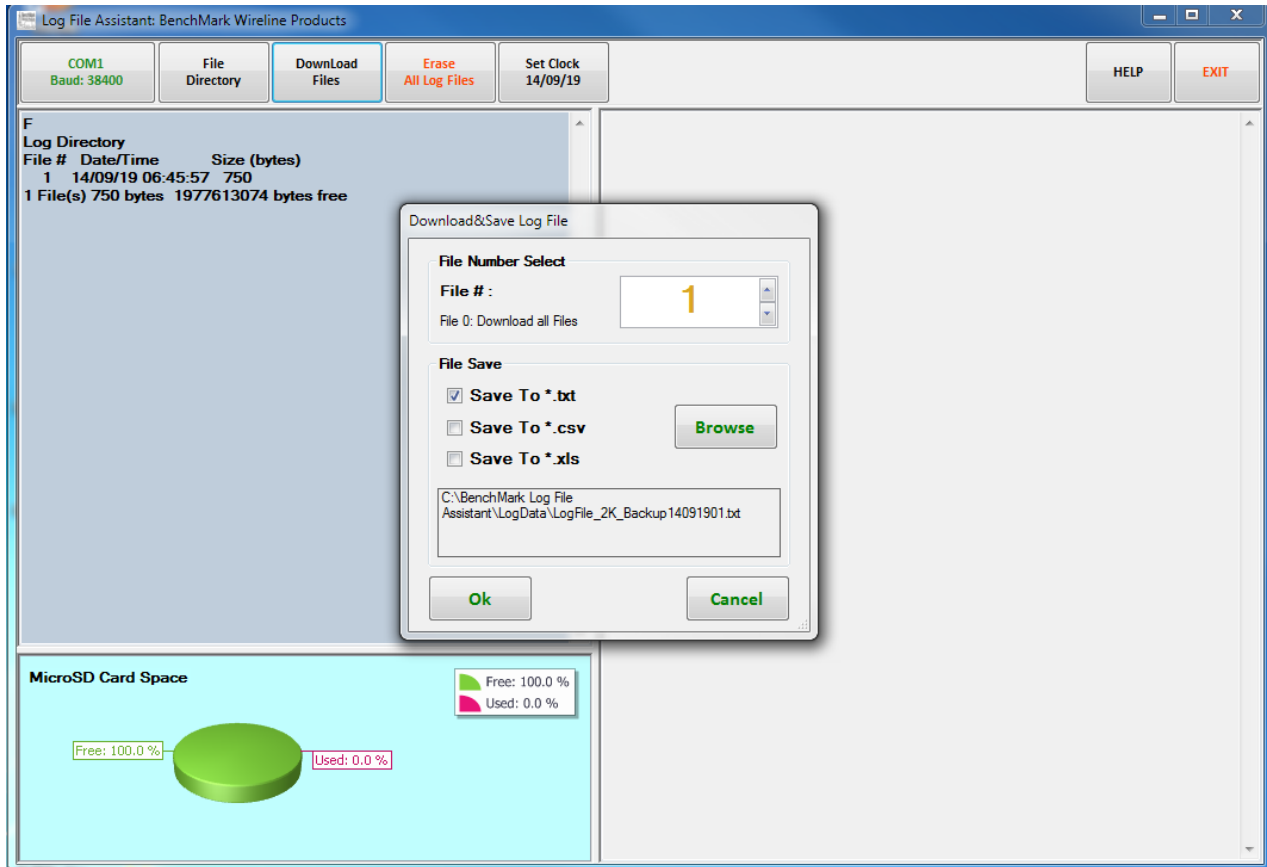 Log File Assistant: BenchMark Wireline Products
COM1
Baud: 38400
File
Directory
DownLoad
Files
Erase
All Log Files
Set Clock
14/09/19
HELP
EXIT
F
Log Directory
File # Date/Time Size (bytes)
1 14/09/19 06:45:57 750
1 File(s) 750 bytes 1977613074 bytes free
Download&Save Log File
File Number Select
File # :
1
File 0: Download all Files
File Save
Save To *.txt
Save To *.csv
Save To *.xls
Browse
C:\BenchMark Log File
Assistant\LogData\LogFile_2K_Backup14091901.txt
Ok
Cancel
MicroSD Card Space
Free: 100.0 %
Used: 0.0 %
Free: 100.0 %
Used: 0.0 %